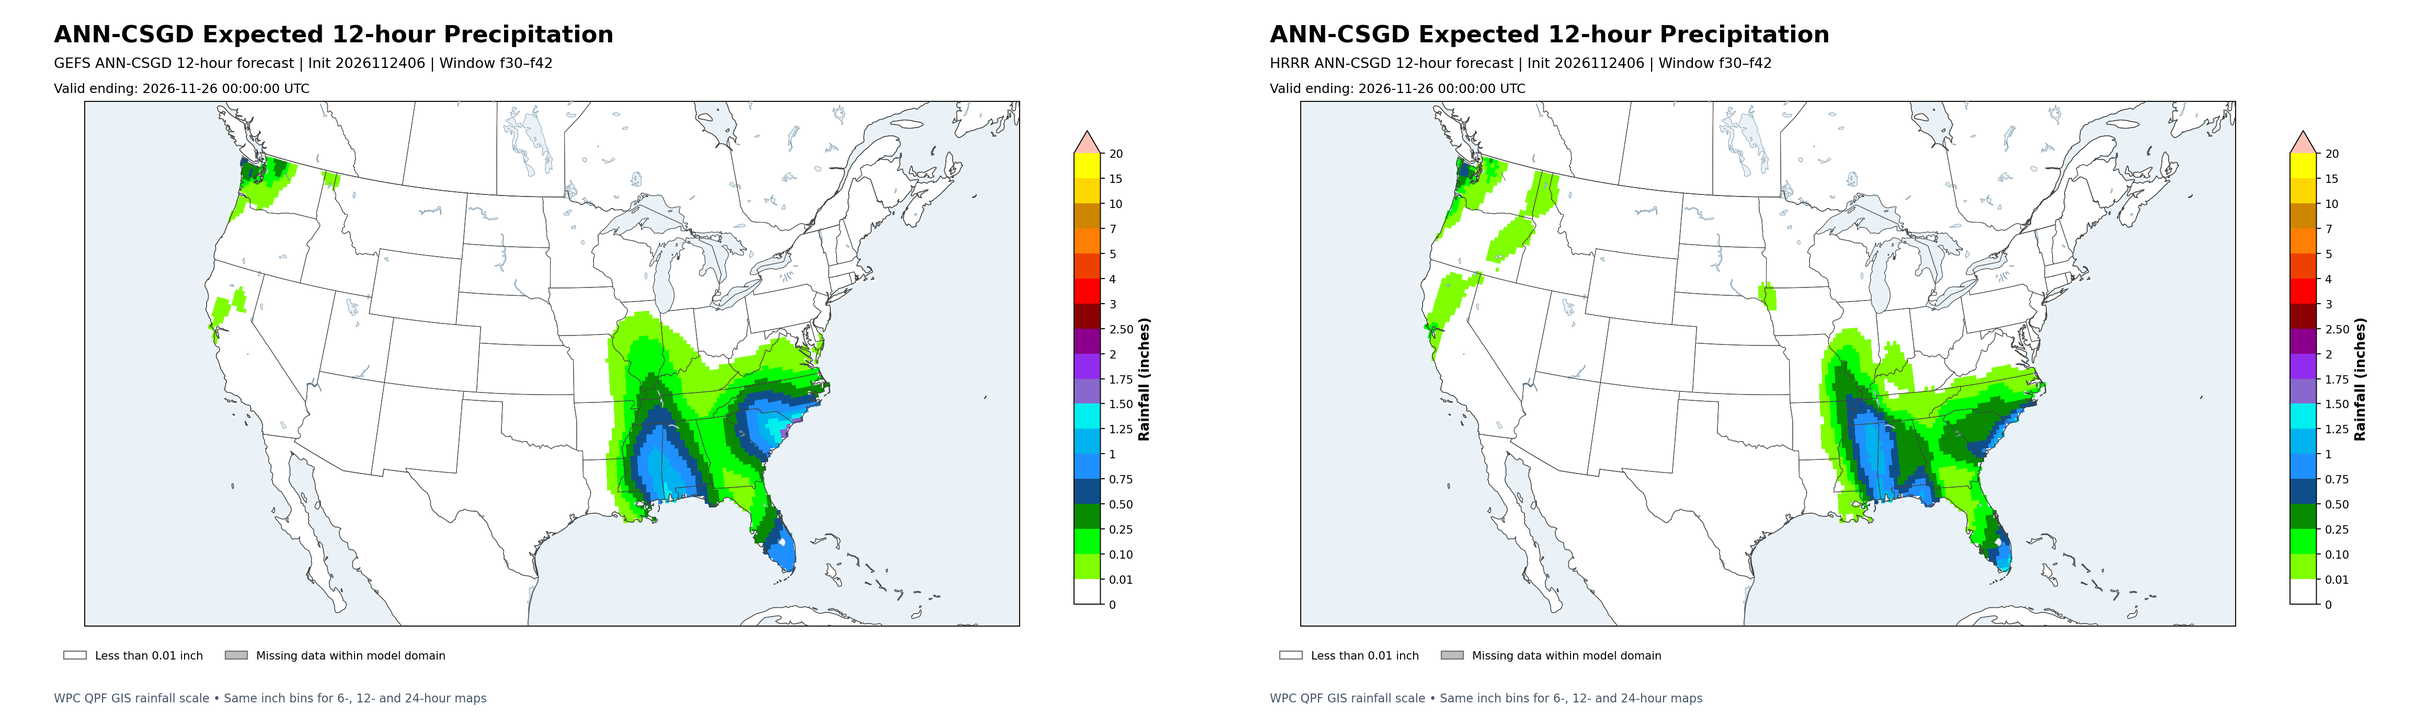 ANN-CSGD Expected 12-hour Precipitation
GEFS ANN-CSGD 12-hour forecast | Init 2026112406 | Window f30–f42
Valid ending: 2026-11-26 00:00:00 UTC
20
15
10
7
5
4
3
2.50
2
1.75
1.50
1.25
1
0.75
0.50
0.25
0.10
0.01
0
Rainfall (inches)
Less than 0.01 inch
Missing data within model domain
WPC QPF GIS rainfall scale • Same inch bins for 6-, 12- and 24-hour maps
ANN-CSGD Expected 12-hour Precipitation
HRRR ANN-CSGD 12-hour forecast | Init 2026112406 | Window f30–f42
Valid ending: 2026-11-26 00:00:00 UTC
20
15
10
7
5
4
3
2.50
2
1.75
1.50
1.25
1
0.75
0.50
0.25
0.10
0.01
0
Rainfall (inches)
Less than 0.01 inch
Missing data within model domain
WPC QPF GIS rainfall scale • Same inch bins for 6-, 12- and 24-hour maps